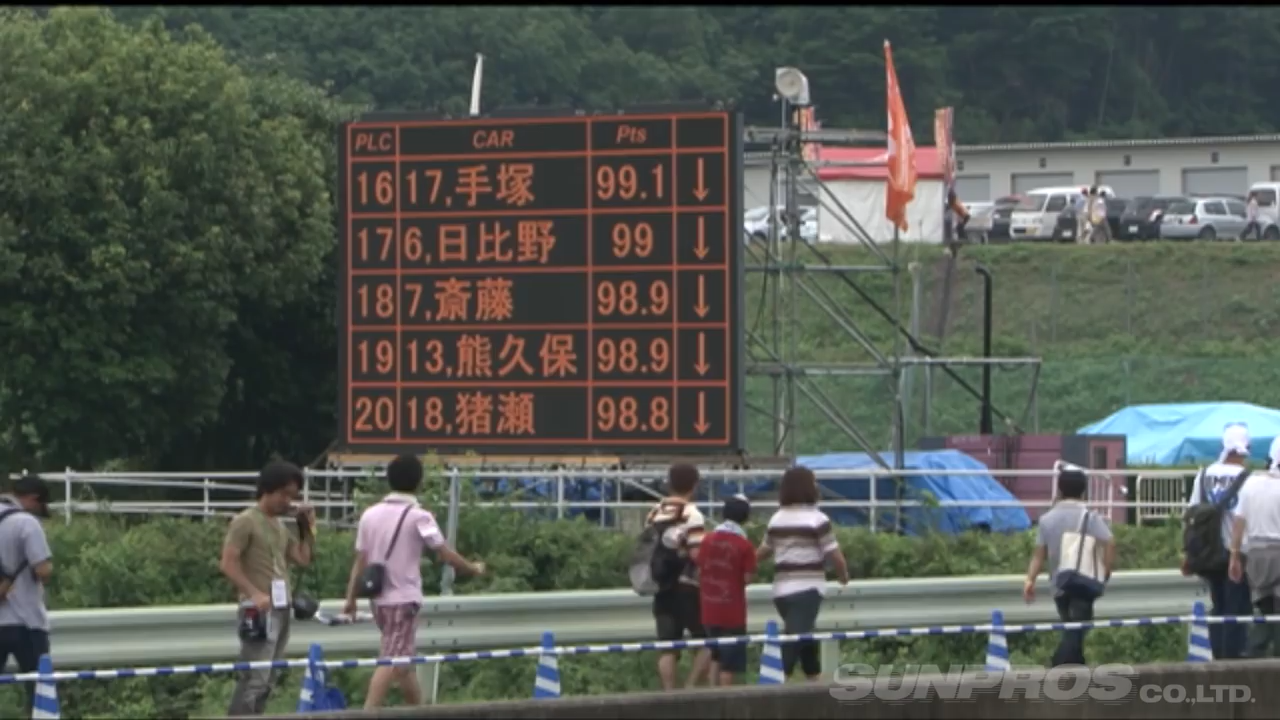 PLC CAR Pts
16 17,手塚 99.1 ↓
17 6,日比野 99 ↓
18 7,斎藤 98.9 ↓
19 13,熊久保 98.9 ↓
20 18,猪瀬 98.8 ↓
SUNPROS CO.,LTD.